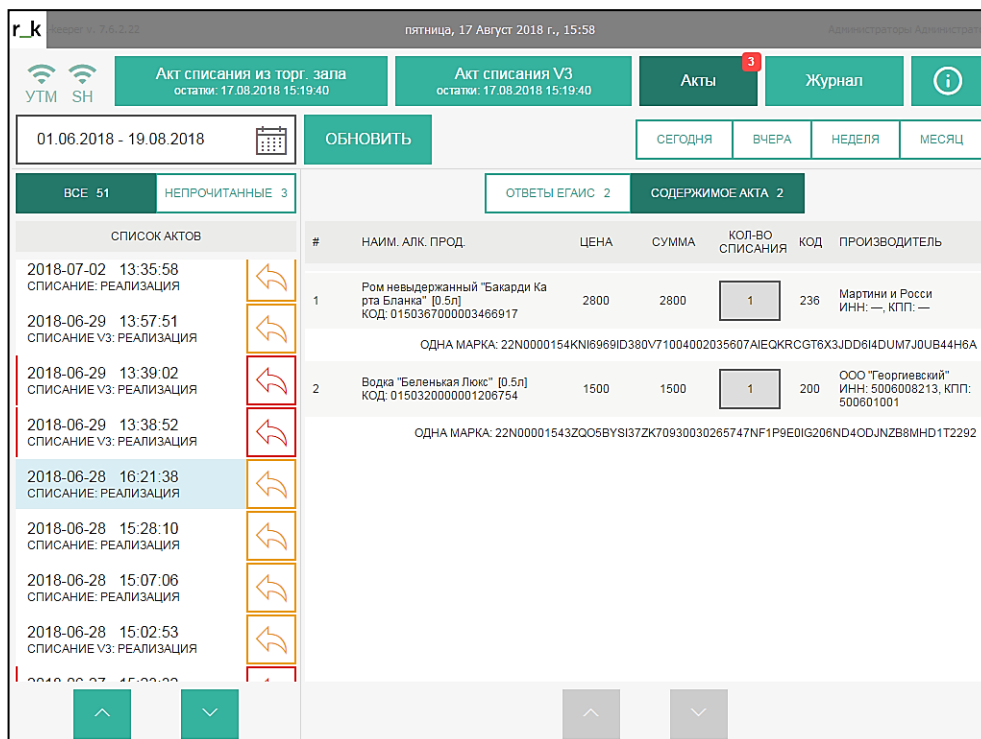 r_k
-keeper v. 7.6.2.22
пятница, 17 Август 2018 г., 15:58
Администраторы Администрат
УТМ SH
Акт списания из торг. зала
остатки: 17.08.2018 15:19:40
Акт списания V3
остатки: 17.08.2018 15:19:40
Акты
3
Журнал
01.06.2018 - 19.08.2018
ОБНОВИТЬ
СЕГОДНЯ ВЧЕРА НЕДЕЛЯ МЕСЯЦ
ВСЕ 51 НЕПРОЧИТАННЫЕ 3
ОТВЕТЫ ЕГАИС 2 СОДЕРЖИМОЕ АКТА 2
СПИСОК АКТОВ
2018-07-02 13:35:58
СПИСАНИЕ: РЕАЛИЗАЦИЯ
2018-06-29 13:57:51
СПИСАНИЕ V3: РЕАЛИЗАЦИЯ
2018-06-29 13:39:02
СПИСАНИЕ V3: РЕАЛИЗАЦИЯ
2018-06-29 13:38:52
СПИСАНИЕ V3: РЕАЛИЗАЦИЯ
2018-06-28 16:21:38
СПИСАНИЕ: РЕАЛИЗАЦИЯ
2018-06-28 15:28:10
СПИСАНИЕ: РЕАЛИЗАЦИЯ
2018-06-28 15:07:06
СПИСАНИЕ: РЕАЛИЗАЦИЯ
2018-06-28 15:02:53
СПИСАНИЕ V3: РЕАЛИЗАЦИЯ
# НАИМ. АЛК. ПРОД. ЦЕНА СУММА КОЛ-ВО СПИСАНИЯ КОД ПРОИЗВОДИТЕЛЬ
1 Ром невыдержанный "Бакарди Ка 2800 2800 1 236 Мартини и Росси
рта Бланка" [0.5л] ИНН: —, КПП: —
КОД: 0150367000003466917
ОДНА МАРКА: 22N0000154KNI6969ID380V71004002035607AIEQKRCGT6X3JDD6I4DUM7J0UB44H6A
2 Водка "Беленькая Люкс" [0.5л] 1500 1500 1 200 ООО "Георгиевский"
КОД: 0150320000001206754 ИНН: 5006008213, КПП:
500601001
ОДНА МАРКА: 22N00001543ZQO5BYSI37ZK70930030265747NF1P9E0IG206ND4ODJNZB8MHD1T2292